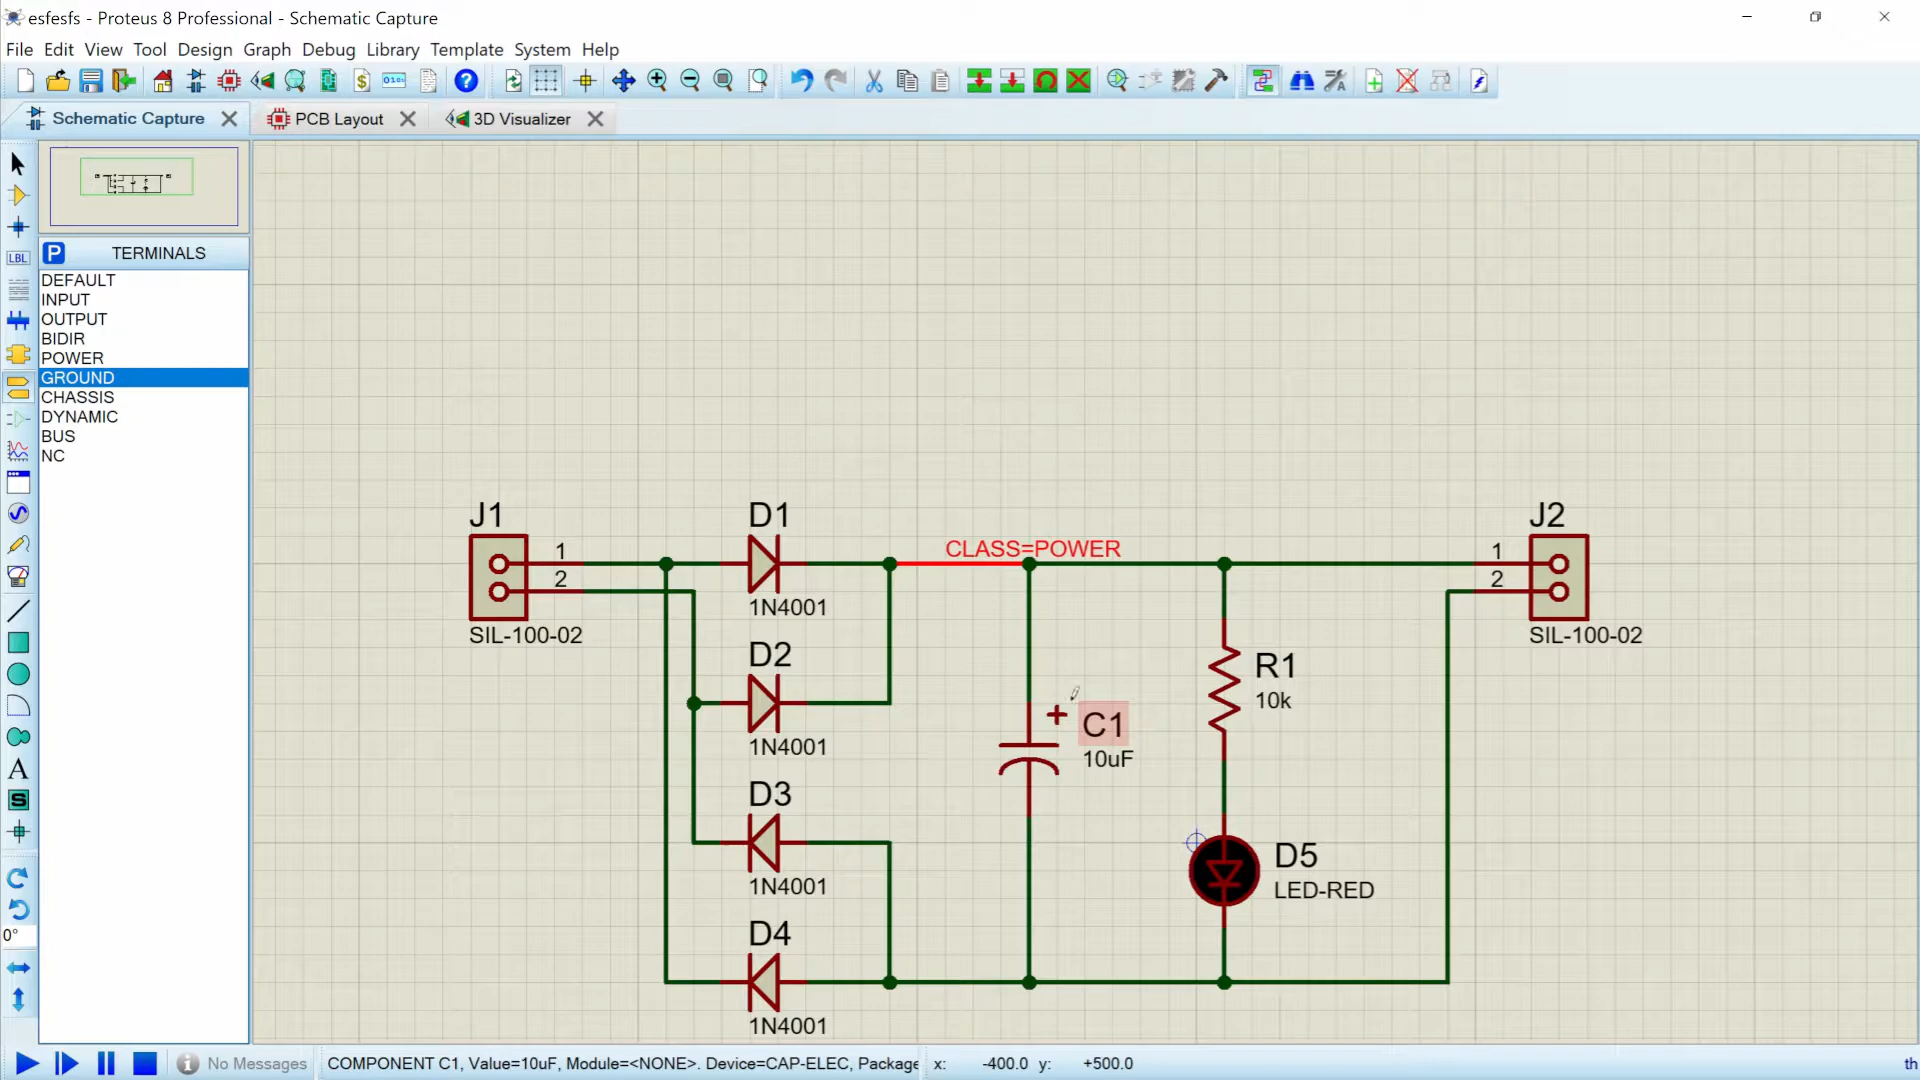 esfesfs - Proteus 8 Professional - Schematic Capture
File Edit View Tool Design Graph Debug Library Template System Help
Schematic Capture PCB Layout 3D Visualizer
P TERMINALS
DEFAULT
INPUT
OUTPUT
BIDIR
POWER
GROUND
CHASSIS
DYNAMIC
BUS
NC
LBL
A
S
0°
J1
1
2
SIL-100-02
D1
1N4001
D2
1N4001
D3
1N4001
D4
1N4001
CLASS=POWER
C1
10uF
R1
10k
D5
LED-RED
J2
1
2
SIL-100-02
No Messages COMPONENT C1, Value=10uF, Module=<NONE>. Device=CAP-ELEC, Package x: -400.0 y: +500.0 th